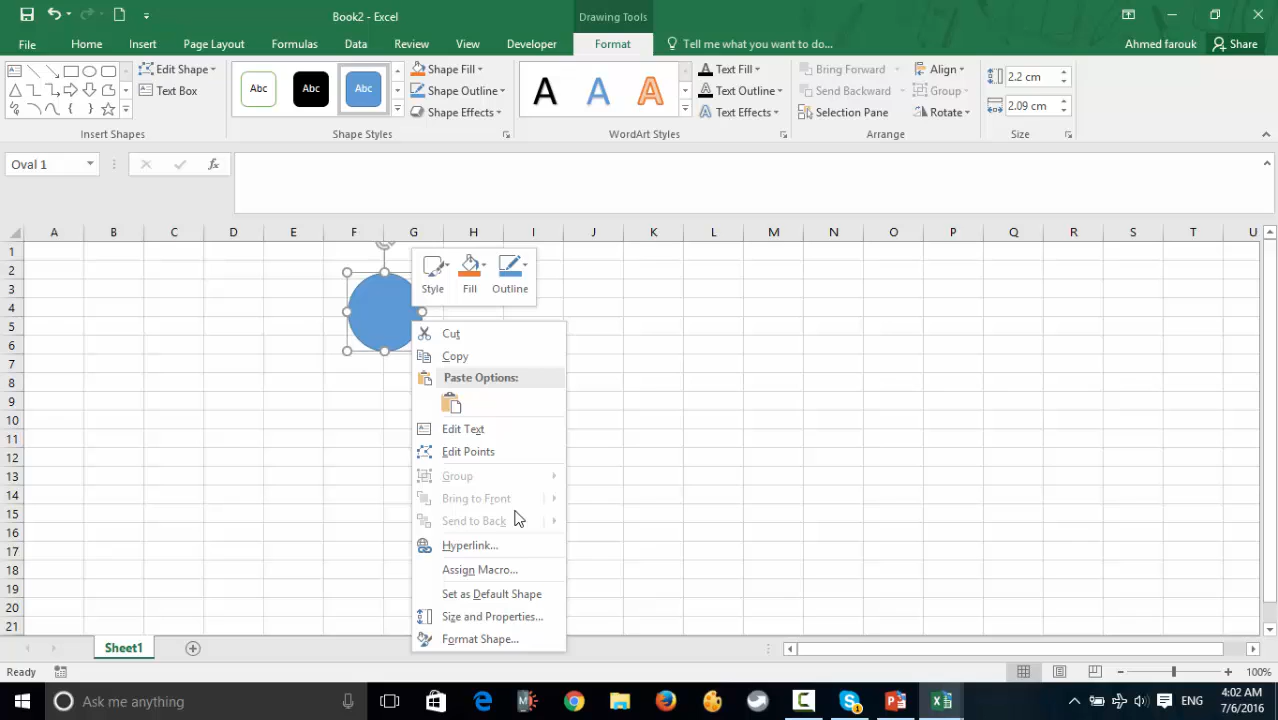 Book2 - Excel
Drawing Tools
File
Home
Insert
Page Layout
Formulas
Data
Review
View
Developer
Format
Tell me what you want to do...
Ahmed farouk
Share
Edit Shape
Text Box
Insert Shapes
Abc
Abc
Abc
Shape Fill
Shape Outline
Shape Effects
Shape Styles
A
A
A
Text Fill
Text Outline
Text Effects
WordArt Styles
Bring Forward
Send Backward
Selection Pane
Align
Group
Rotate
Arrange
2.2 cm
2.09 cm
Size
Oval 1
fx
A B C D E F G H I J K L M N O P Q R S T U
1
2
3
4
5
6
7
8
9
10
11
12
13
14
15
16
17
18
19
20
21
Style
Fill
Outline
Cut
Copy
Paste Options:
Edit Text
Edit Points
Group
Bring to Front
Send to Back
Hyperlink...
Assign Macro...
Set as Default Shape
Size and Properties...
Format Shape...
Sheet1
Ready
100%
Ask me anything
ENG
4:02 AM
7/6/2016